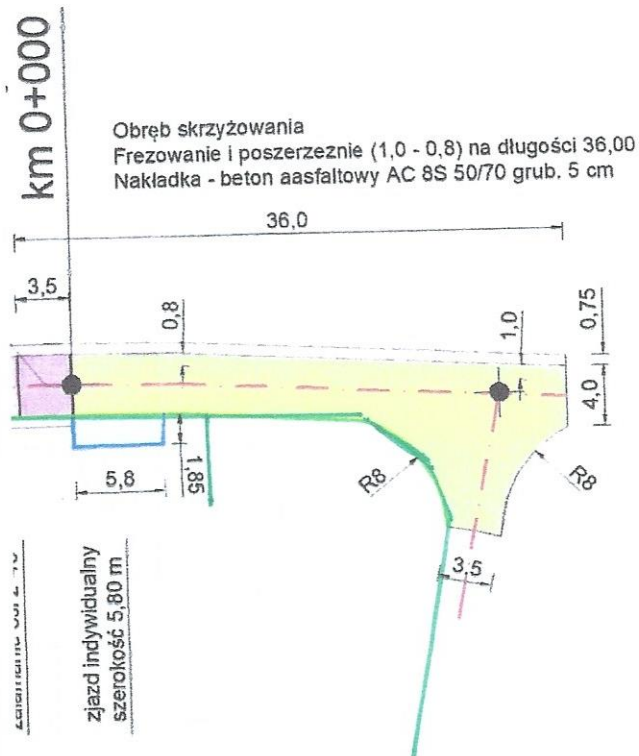 km 0+000
Obręb skrzyżowania
Frezowanie i poszerzeznie (1,0 - 0,8) na długości 36,00
Nakładka - beton aasfaltowy AC 8S 50/70 grub. 5 cm
36,0
3,5
0,8
1,0
0,75
4,0
5,8
1,85
R8
R8
3,5
zjazd indywidualny
szerokość 5,80 m